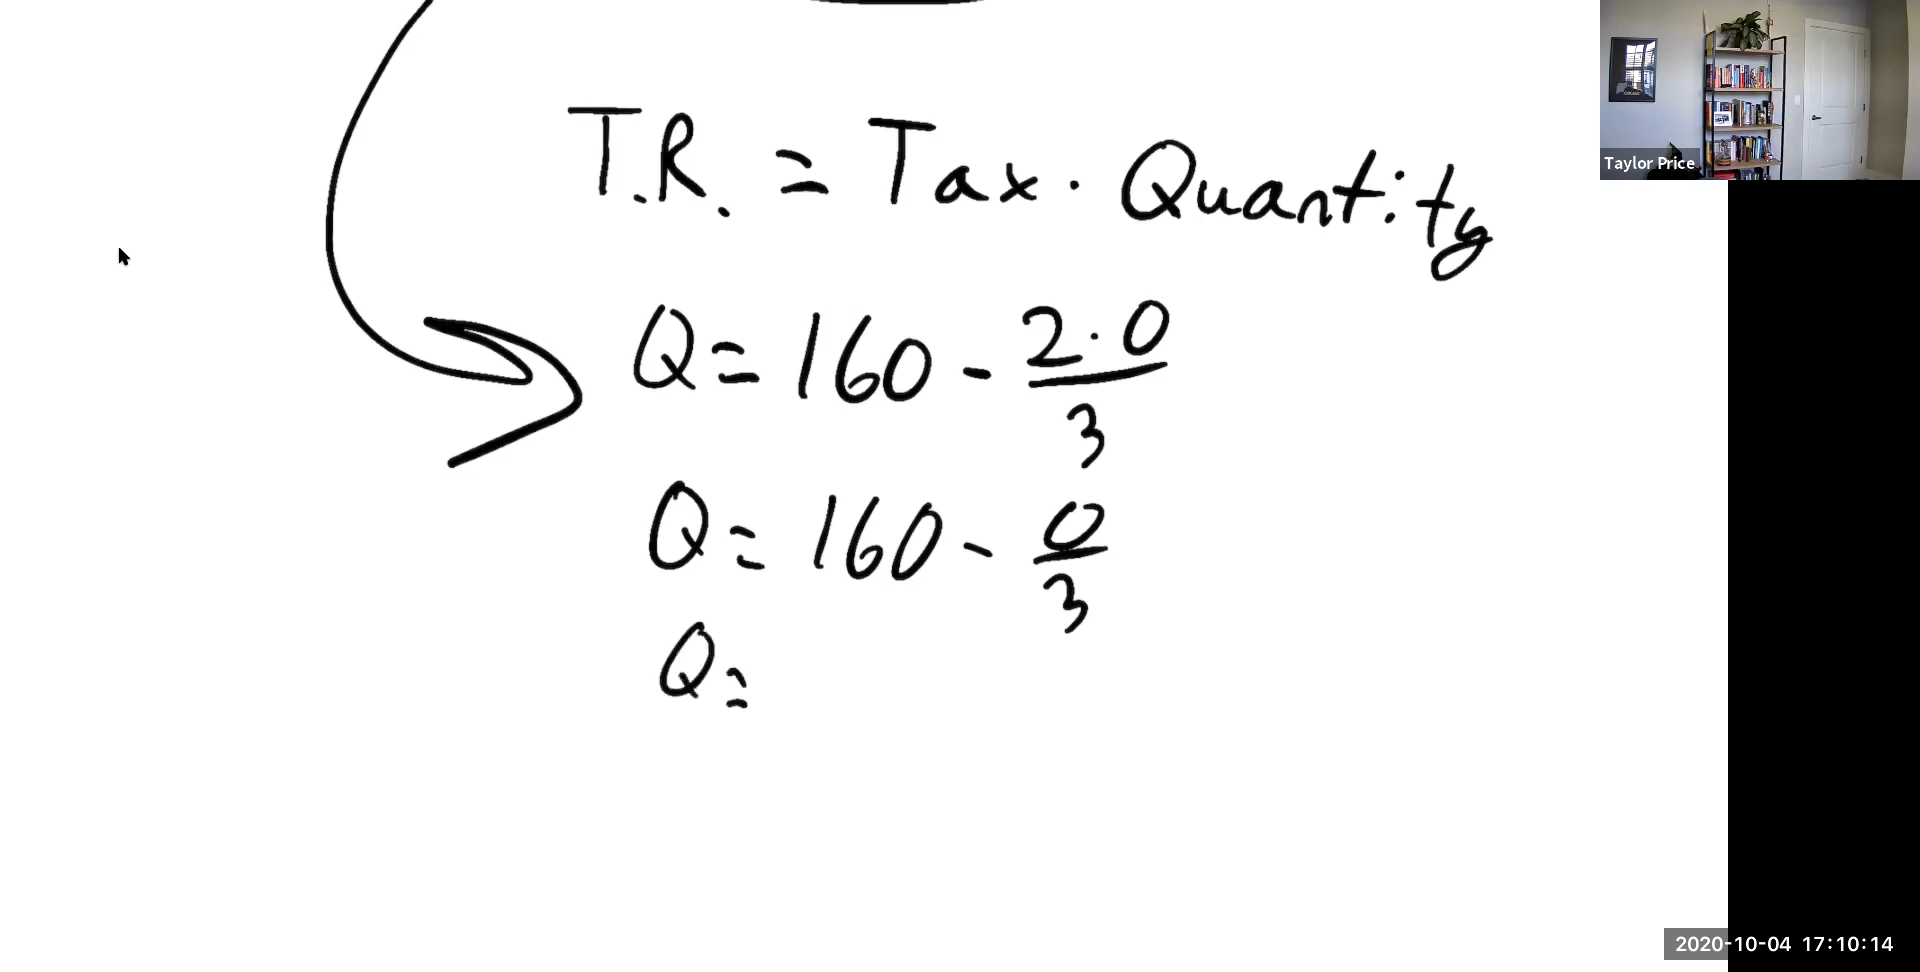 T.R. = Tax · Quantity
Taylor Price
Q = 160 - 2·0/3
Q = 160 - 0/3
Q =
2020-10-04 17:10:14